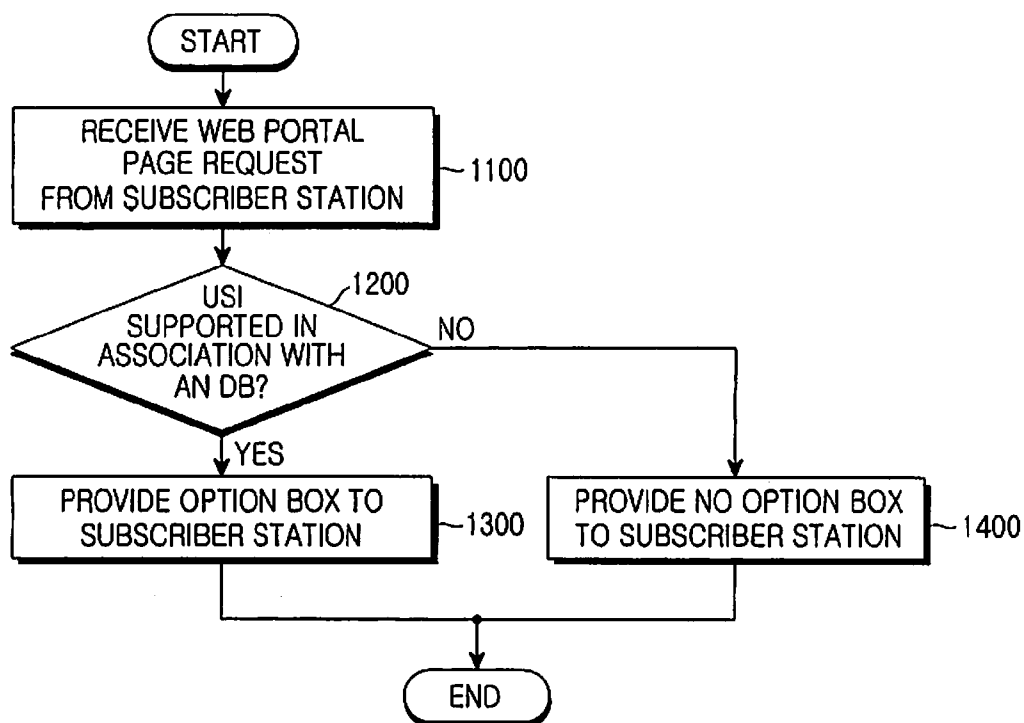 START
RECEIVE WEB PORTAL
PAGE REQUEST
FROM SUBSCRIBER STATION
1100
1200
USI
SUPPORTED IN
ASSOCIATION WITH
AN DB?
NO
YES
PROVIDE OPTION BOX TO
SUBSCRIBER STATION
1300
PROVIDE NO OPTION BOX
TO SUBSCRIBER STATION
1400
END